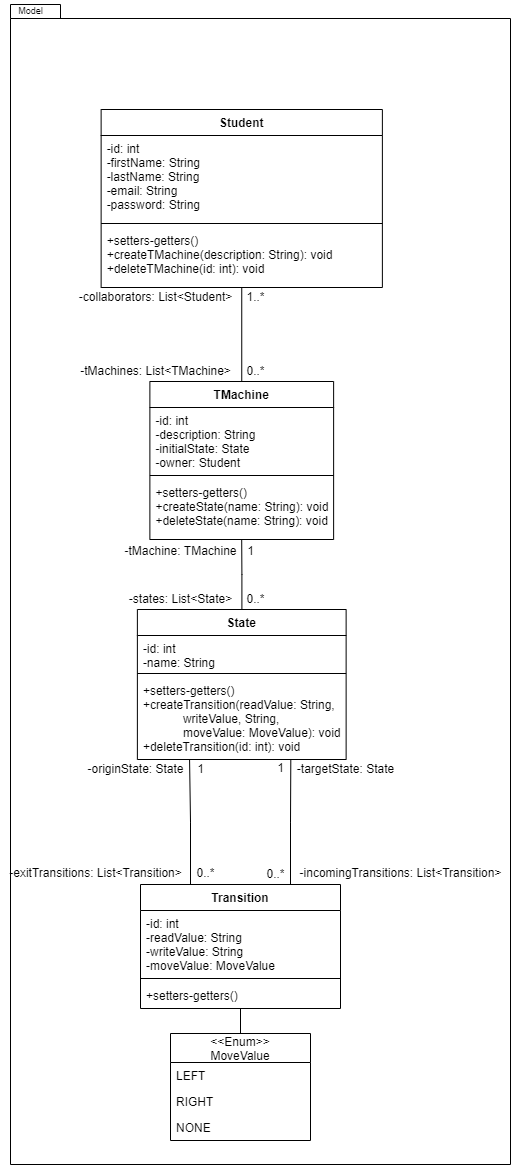 Model
Student
-id: int
-firstName: String
-lastName: String
-email: String
-password: String
+setters-getters()
+createTMachine(description: String): void
+deleteTMachine(id: int): void
-collaborators: List<Student> 1..*
-tMachines: List<TMachine> 0..*
TMachine
-id: int
-description: String
-initialState: State
-owner: Student
+setters-getters()
+createState(name: String): void
+deleteState(name: String): void
-tMachine: TMachine 1
-states: List<State> 0..*
State
-id: int
-name: String
+setters-getters()
+createTransition(readValue: String,
writeValue, String,
moveValue: MoveValue): void
+deleteTransition(id: int): void
-originState: State 1 1 -targetState: State
-exitTransitions: List<Transition> 0..* 0..* -incomingTransitions: List<Transition>
Transition
-id: int
-readValue: String
-writeValue: String
-moveValue: MoveValue
+setters-getters()
<<Enum>>
MoveValue
LEFT
RIGHT
NONE